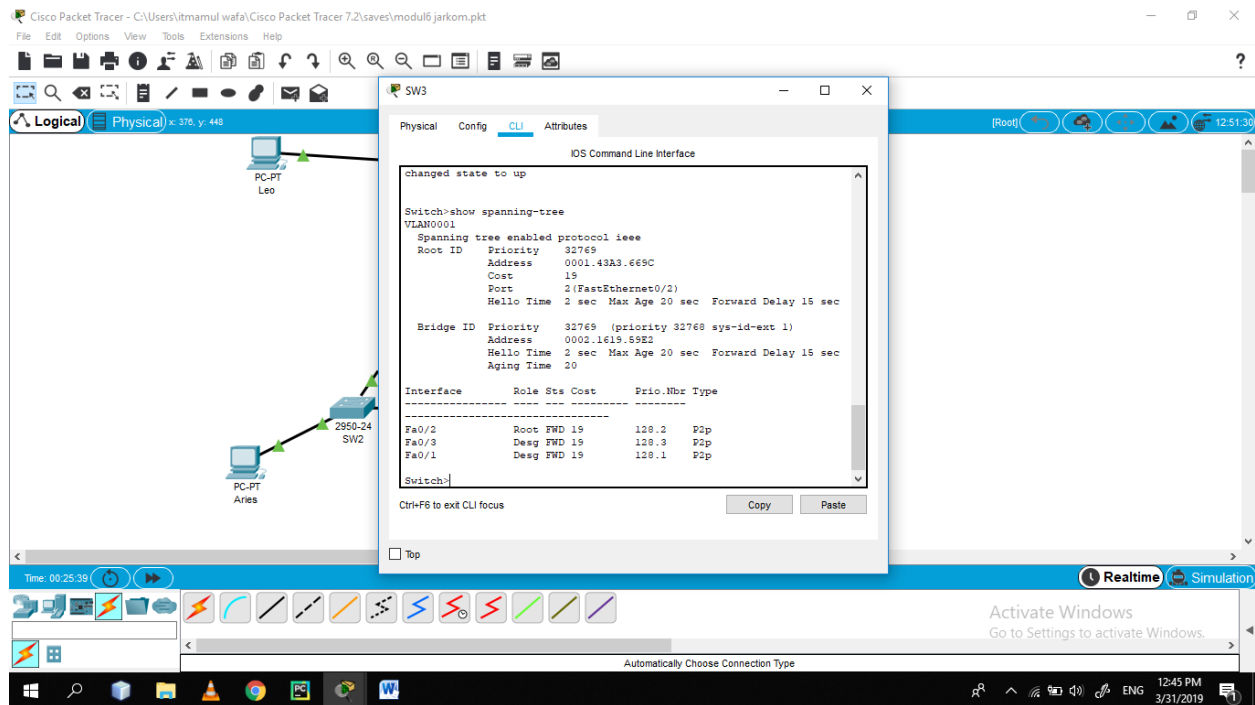 Cisco Packet Tracer - C:\Users\itmamul wafa\Cisco Packet Tracer 7.2\saves\modul6 jarkom.pkt
File Edit Options View Tools Extensions Help
?
Logical Physical x: 376, y: 448
[Root] 12:51:30
PC-PT
Leo
2950-24
SW2
PC-PT
Aries
SW3
Physical Config CLI Attributes
IOS Command Line Interface
changed state to up
Switch>show spanning-tree
VLAN0001
Spanning tree enabled protocol ieee
Root ID Priority 32769
Address 0001.43A3.669C
Cost 19
Port 2(FastEthernet0/2)
Hello Time 2 sec Max Age 20 sec Forward Delay 15 sec
Bridge ID Priority 32769 (priority 32768 sys-id-ext 1)
Address 0002.1619.59E2
Hello Time 2 sec Max Age 20 sec Forward Delay 15 sec
Aging Time 20
Interface Role Sts Cost Prio.Nbr Type
---------------- ---- --- --------- --------
--------------------------------
Fa0/2 Root FWD 19 128.2 P2p
Fa0/3 Desg FWD 19 128.3 P2p
Fa0/1 Desg FWD 19 128.1 P2p
Switch>
Ctrl+F6 to exit CLI focus
Copy Paste
Top
Time: 00:25:39
Realtime Simulation
Activate Windows
Go to Settings to activate Windows.
Automatically Choose Connection Type
PC
W
ENG
12:45 PM
3/31/2019
1